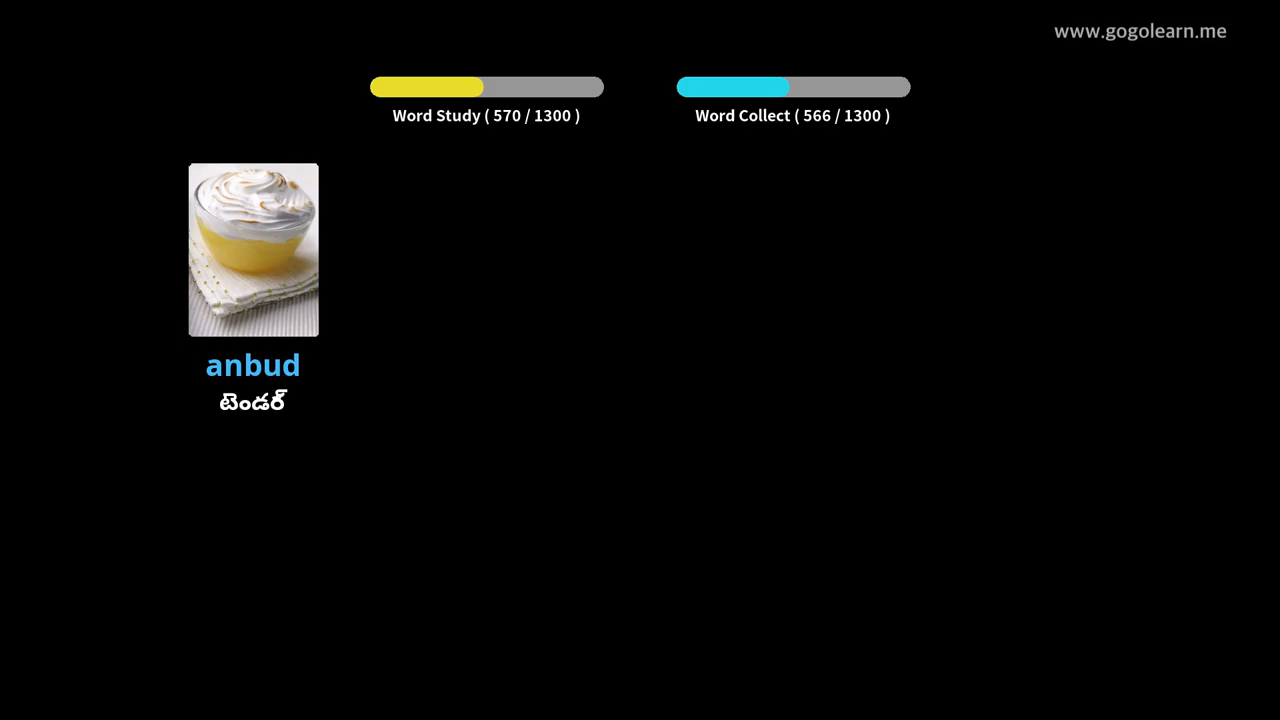 www.gogolearn.me
Word Study ( 570 / 1300 )
Word Collect ( 566 / 1300 )
anbud
టెండర్